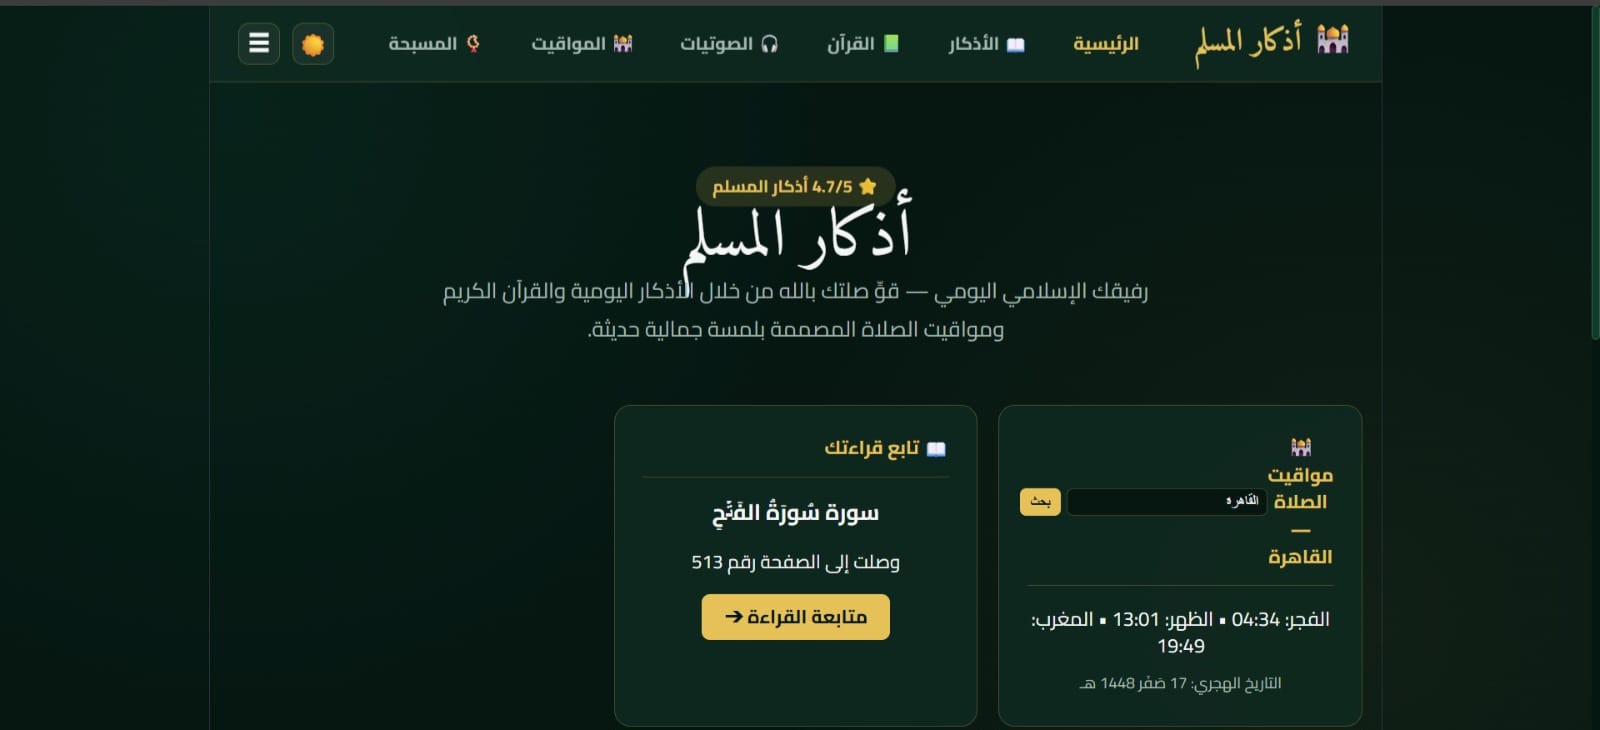 أذكار المسلم
الرئيسية
الأذكار
القرآن
الصوتيات
المواقيت
المسبحة
4.7/5 أذكار المسلم
أذكار المسلم
رفيقك الإسلامي اليومي — قوِّ صلتك بالله من خلال الأذكار اليومية والقرآن الكريم
ومواقيت الصلاة المصممة بلمسة جمالية حديثة.
مواقيت
الصلاة
—
القاهرة
القاهرة
بحث
الفجر: 04:34 • الظهر: 13:01 • المغرب:
19:49
التاريخ الهجري: 17 صَفَر 1448 هـ
تابع قراءتك
سورة سُورَةُ الفَتۡحِ
وصلت إلى الصفحة رقم 513
متابعة القراءة ➔